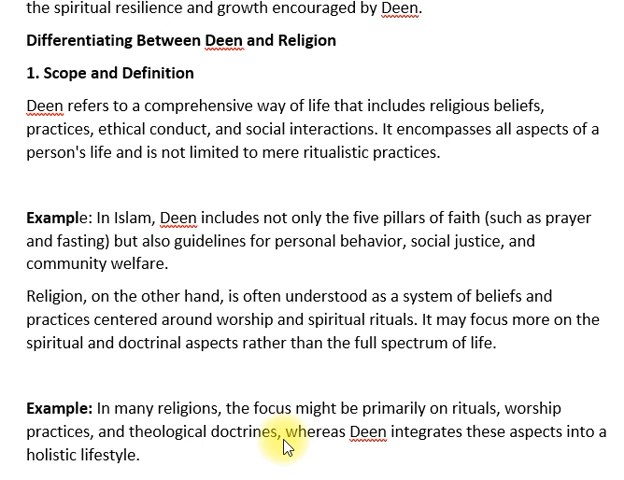 the spiritual resilience and growth encouraged by Deen.
Differentiating Between Deen and Religion
1. Scope and Definition
Deen refers to a comprehensive way of life that includes religious beliefs,
practices, ethical conduct, and social interactions. It encompasses all aspects of a
person's life and is not limited to mere ritualistic practices.
Example: In Islam, Deen includes not only the five pillars of faith (such as prayer
and fasting) but also guidelines for personal behavior, social justice, and
community welfare.
Religion, on the other hand, is often understood as a system of beliefs and
practices centered around worship and spiritual rituals. It may focus more on the
spiritual and doctrinal aspects rather than the full spectrum of life.
Example: In many religions, the focus might be primarily on rituals, worship
practices, and theological doctrines, whereas Deen integrates these aspects into a
holistic lifestyle.